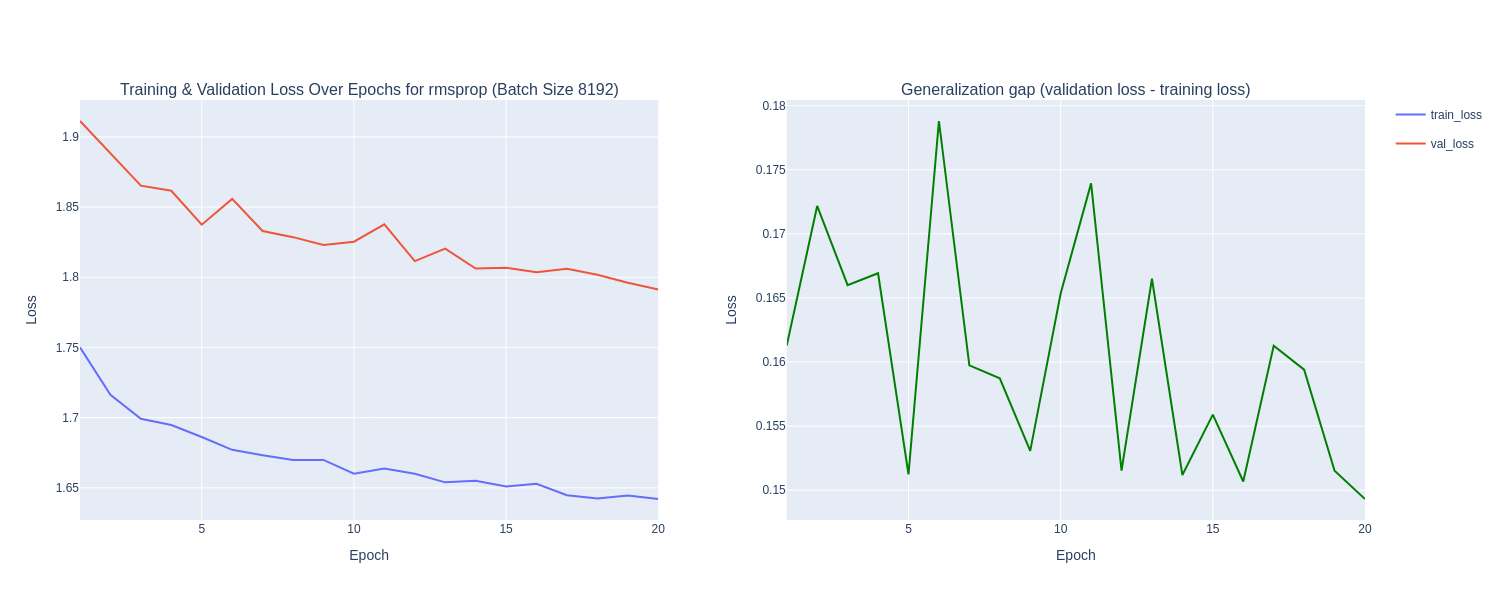 Training & Validation Loss Over Epochs for rmsprop (Batch Size 8192)
1.9
1.85
1.8
1.75
1.7
1.65
Loss
5
10
15
20
Epoch
Generalization gap (validation loss - training loss)
0.18
0.175
0.17
0.165
0.16
0.155
0.15
Loss
5
10
15
20
Epoch
train_loss
val_loss